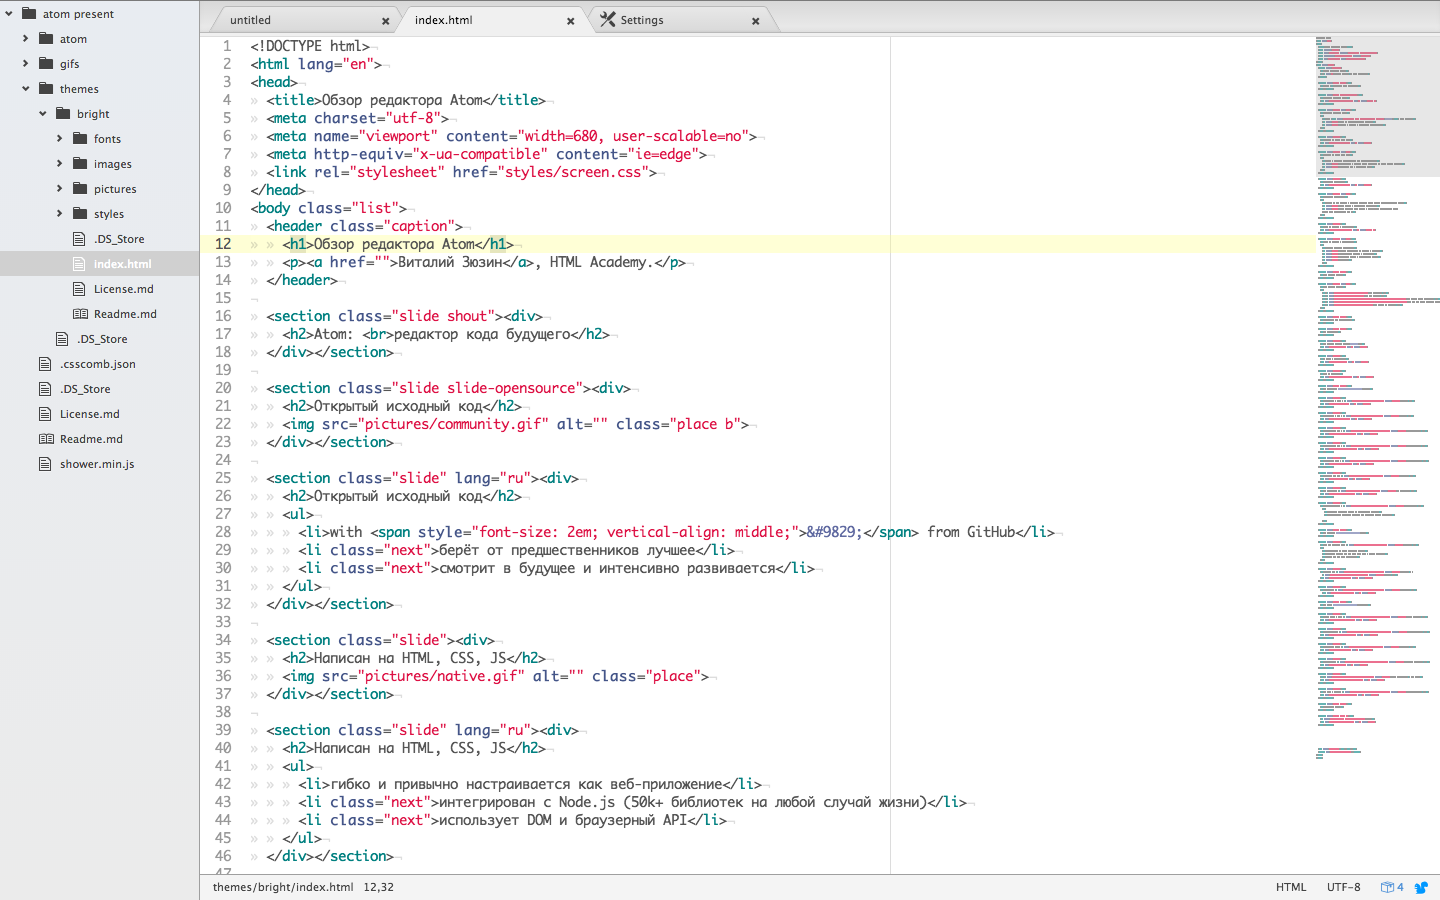 atom present
atom
gifs
themes
bright
fonts
images
pictures
styles
.DS_Store
index.html
License.md
Readme.md
.DS_Store
.csscomb.json
.DS_Store
License.md
Readme.md
shower.min.js
untitled
index.html
Settings
1 <!DOCTYPE html>
2 <html lang="en">
3 <head>
4 » <title>Обзор редактора Atom</title>
5 » <meta charset="utf-8">
6 » <meta name="viewport" content="width=680, user-scalable=no">
7 » <meta http-equiv="x-ua-compatible" content="ie=edge">
8 » <link rel="stylesheet" href="styles/screen.css">
9 </head>
10 <body class="list">
11 » <header class="caption">
12 » » <h1>Обзор редактора Atom</h1>
13 » » <p><a href="">Виталий Зюзин</a>, HTML Academy.</p>
14 » </header>
15
16 » <section class="slide shout"><div>
17 » » <h2>Atom: <br>редактор кода будущего</h2>
18 » </div></section>
19
20 » <section class="slide slide-opensource"><div>
21 » » <h2>Открытый исходный код</h2>
22 » » <img src="pictures/community.gif" alt="" class="place b">
23 » </div></section>
24
25 » <section class="slide" lang="ru"><div>
26 » » <h2>Открытый исходный код</h2>
27 » » <ul>
28 » » » <li>with <span style="font-size: 2em; vertical-align: middle;">&#9829;</span> from GitHub</li>
29 » » » <li class="next">берёт от предшественников лучшее</li>
30 » » » <li class="next">смотрит в будущее и интенсивно развивается</li>
31 » » </ul>
32 » </div></section>
33
34 » <section class="slide"><div>
35 » » <h2>Написан на HTML, CSS, JS</h2>
36 » » <img src="pictures/native.gif" alt="" class="place">
37 » </div></section>
38
39 » <section class="slide" lang="ru"><div>
40 » » <h2>Написан на HTML, CSS, JS</h2>
41 » » <ul>
42 » » » <li>гибко и привычно настраивается как веб-приложение</li>
43 » » » <li class="next">интегрирован с Node.js (50k+ библиотек на любой случай жизни)</li>
44 » » » <li class="next">использует DOM и браузерный API</li>
45 » » </ul>
46 » </div></section>
47
themes/bright/index.html 12,32
HTML UTF-8 4